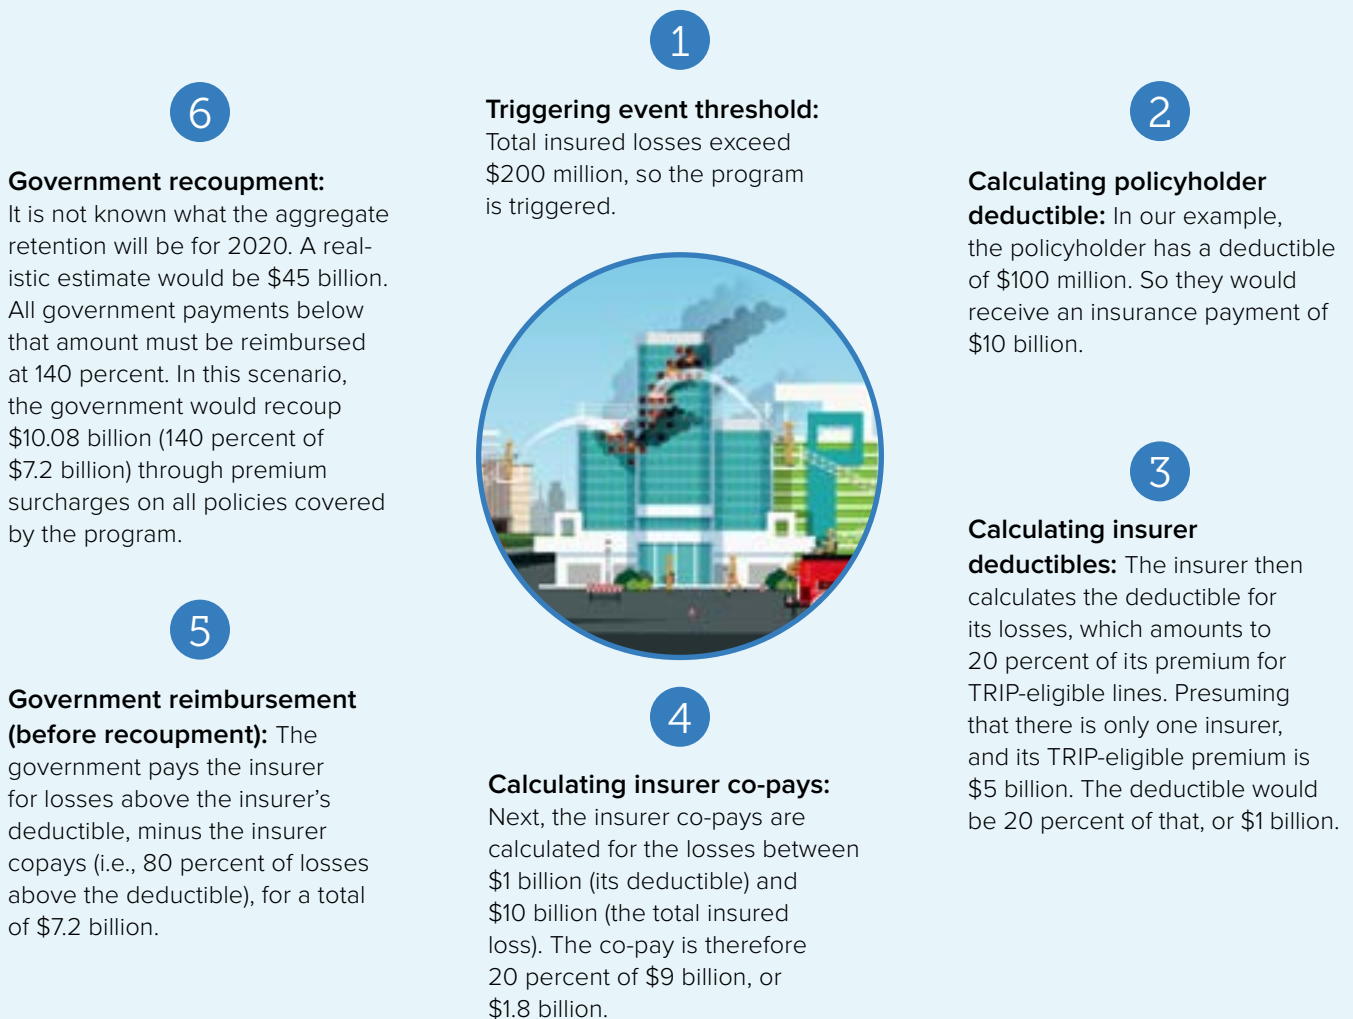 1
Triggering event threshold:
Total insured losses exceed
$200 million, so the program
is triggered.
2
Calculating policyholder
deductible: In our example,
the policyholder has a deductible
of $100 million. So they would
receive an insurance payment of
$10 billion.
3
Calculating insurer
deductibles: The insurer then
calculates the deductible for
its losses, which amounts to
20 percent of its premium for
TRIP-eligible lines. Presuming
that there is only one insurer,
and its TRIP-eligible premium is
$5 billion. The deductible would
be 20 percent of that, or $1 billion.
4
Calculating insurer co-pays:
Next, the insurer co-pays are
calculated for the losses between
$1 billion (its deductible) and
$10 billion (the total insured
loss). The co-pay is therefore
20 percent of $9 billion, or
$1.8 billion.
5
Government reimbursement
(before recoupment): The
government pays the insurer
for losses above the insurer’s
deductible, minus the insurer
copays (i.e., 80 percent of losses
above the deductible), for a total
of $7.2 billion.
6
Government recoupment:
It is not known what the aggregate
retention will be for 2020. A real-
istic estimate would be $45 billion.
All government payments below
that amount must be reimbursed
at 140 percent. In this scenario,
the government would recoup
$10.08 billion (140 percent of
$7.2 billion) through premium
surcharges on all policies covered
by the program.